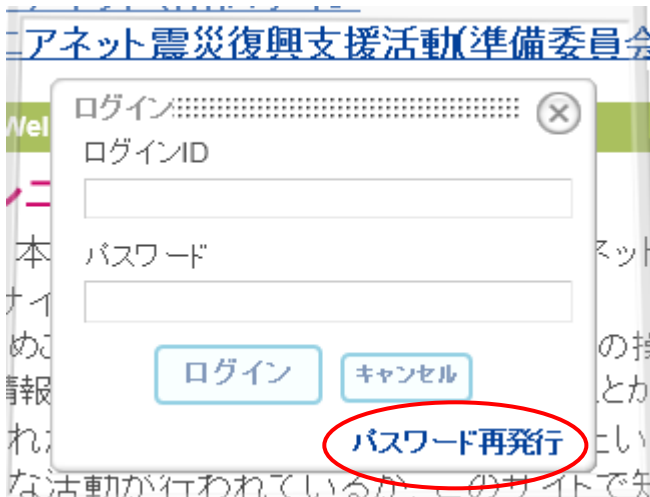 アネット震災復興支援活動(準備委員会
Wel
ログイン
ログインID
本
ネット
パスワード
サイ
めこ
の操
ログイン
キャンセル
情報
とか
れた
パスワード再発行
とい
な活動が行われているか、このサイトで知